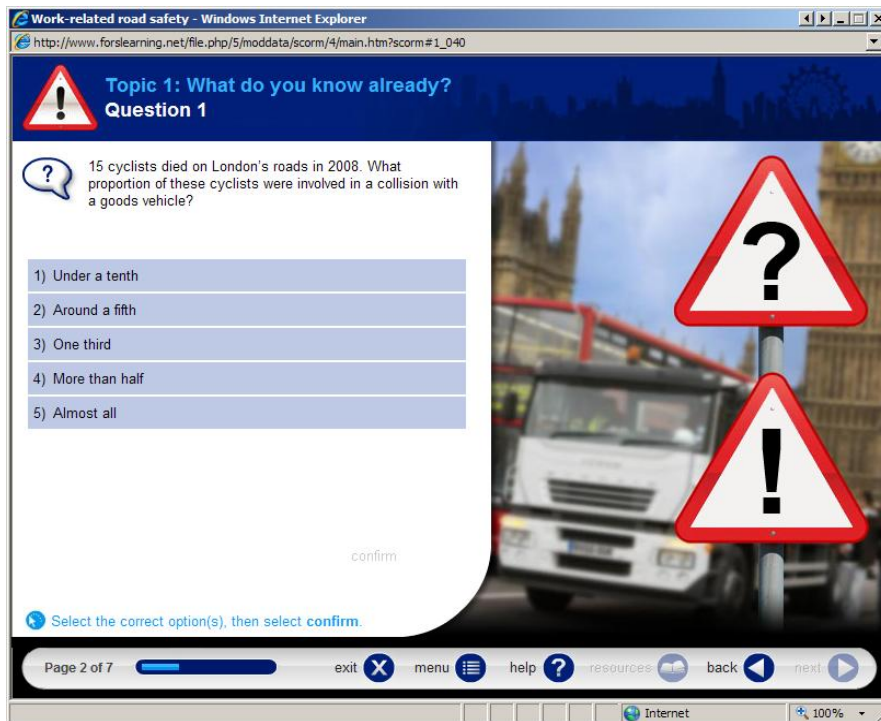 Work-related road safety - Windows Internet Explorer
http://www.forslearning.net/file.php/5/moddata/scorm/4/main.htm?scorm#1_040
Topic 1: What do you know already?
Question 1
15 cyclists died on London's roads in 2008. What
proportion of these cyclists were involved in a collision with
a goods vehicle?
1) Under a tenth
2) Around a fifth
3) One third
4) More than half
5) Almost all
confirm
Select the correct option(s), then select confirm.
Page 2 of 7
exit
menu
help
resources
back
next
Internet
100%